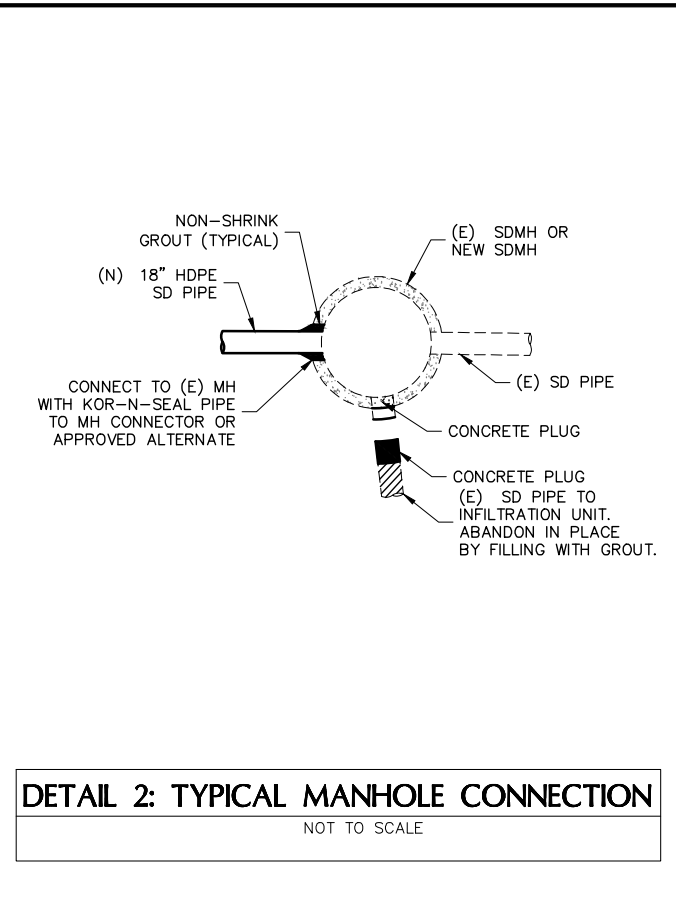 NON-SHRINK
GROUT (TYPICAL)
(N) 18" HDPE
SD PIPE
CONNECT TO (E) MH
WITH KOR-N-SEAL PIPE
TO MH CONNECTOR OR
APPROVED ALTERNATE
(E) SDMH OR
NEW SDMH
(E) SD PIPE
CONCRETE PLUG
CONCRETE PLUG
(E) SD PIPE TO
INFILTRATION UNIT.
ABANDON IN PLACE
BY FILLING WITH GROUT.
DETAIL 2: TYPICAL MANHOLE CONNECTION
NOT TO SCALE